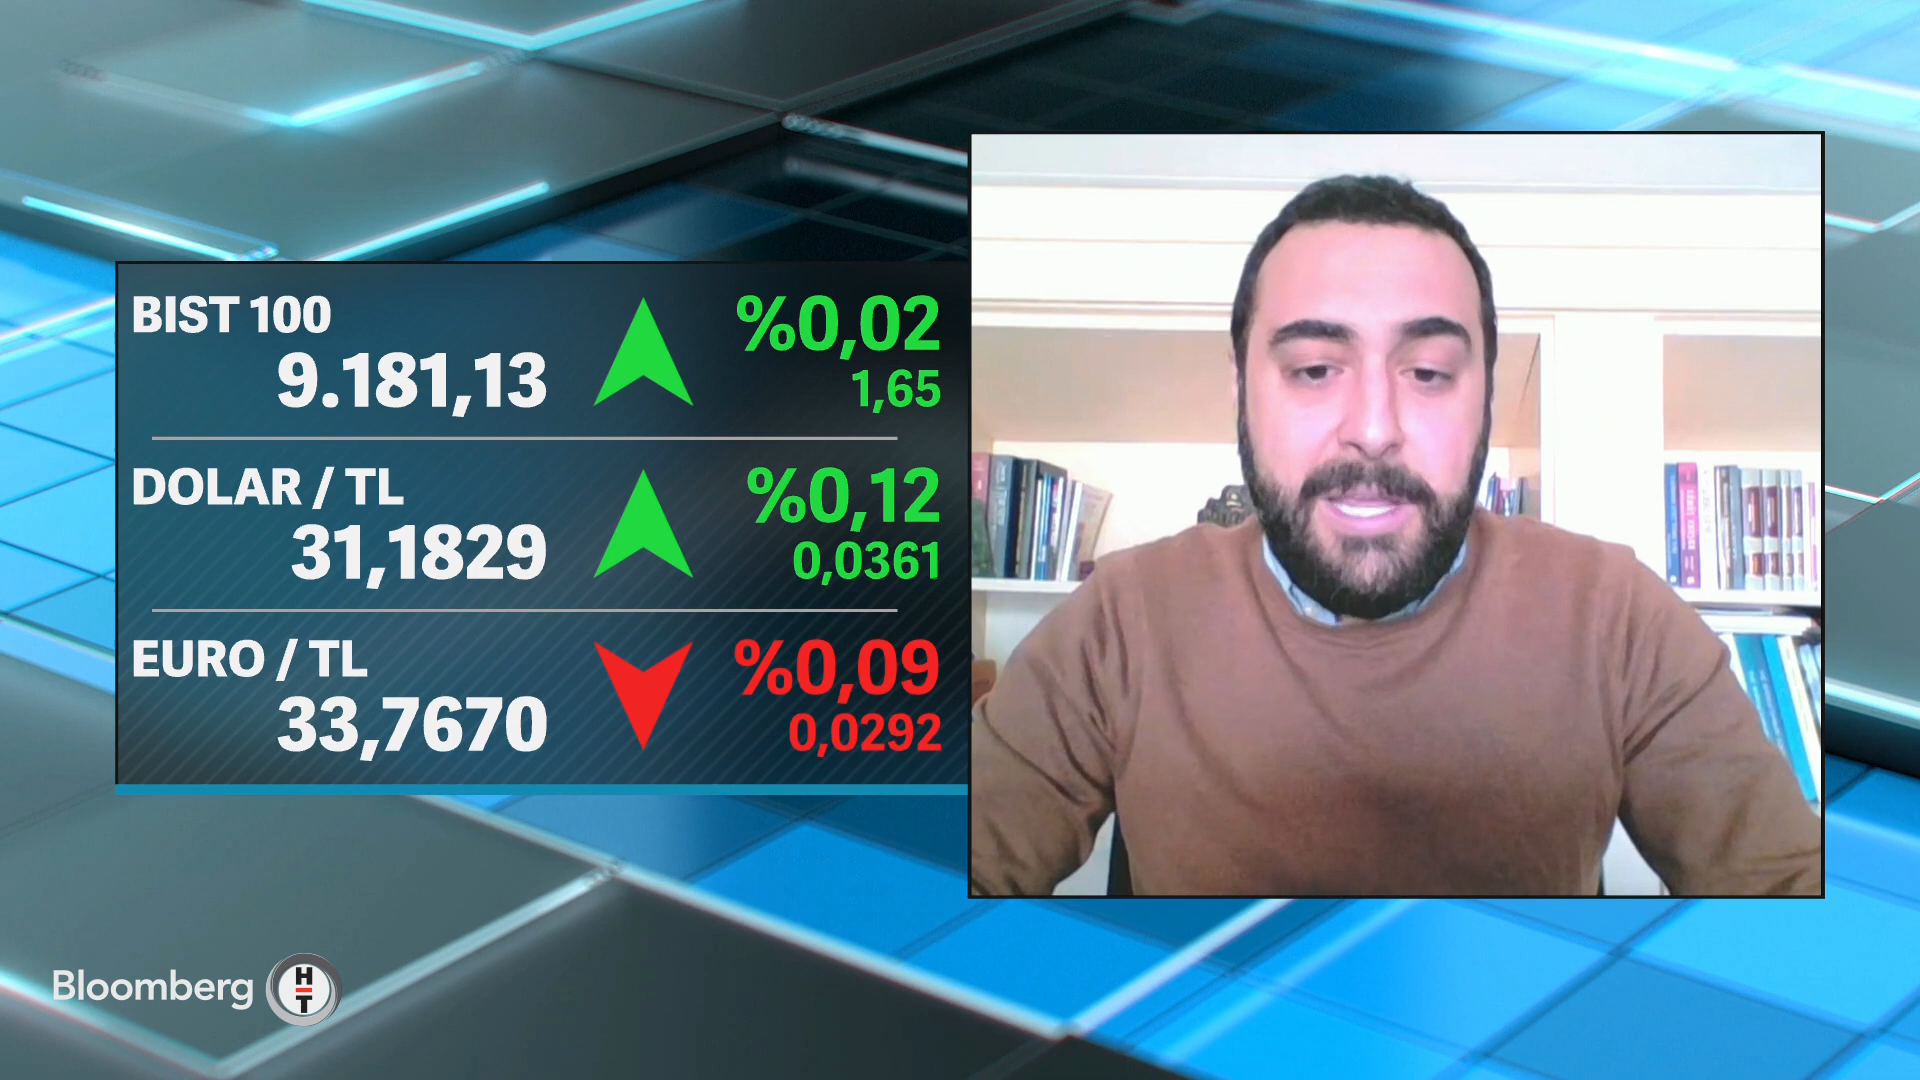 BIST 100
9.181,13
%0,02
1,65
DOLAR / TL
31,1829
%0,12
0,0361
EURO / TL
33,7670
%0,09
0,0292
Bloomberg HT